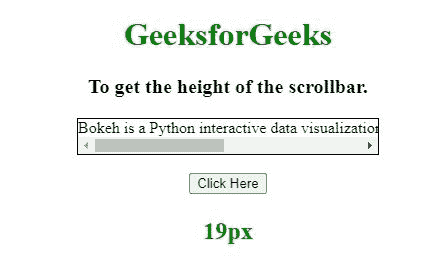 GeeksforGeeks
To get the height of the scrollbar.
Bokeh is a Python interactive data visualization
Click Here
19px